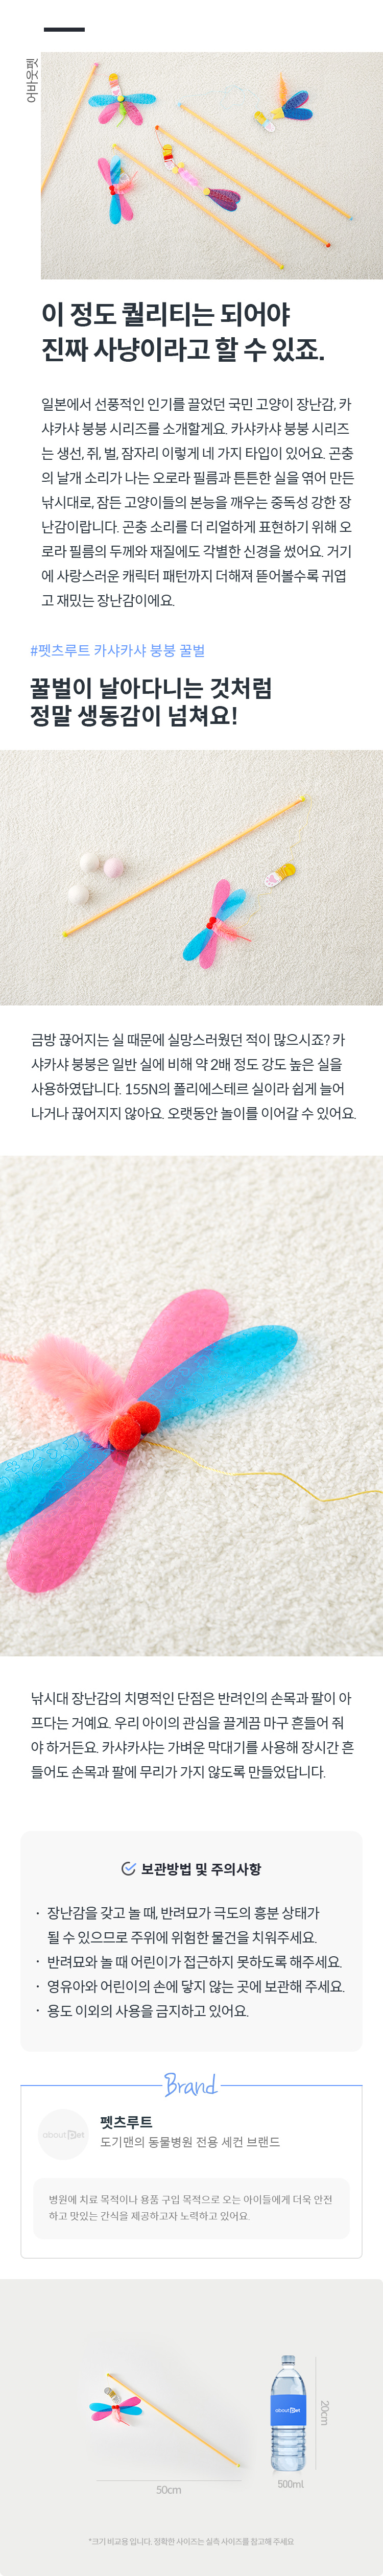 어바웃펫
이 정도 퀄리티는 되어야
진짜 사냥이라고 할 수 있죠.
일본에서 선풍적인 인기를 끌었던 국민 고양이 장난감, 카
샤카샤 붕붕 시리즈를 소개할게요. 카샤카샤 붕붕 시리즈
는 생선, 쥐, 벌, 잠자리 이렇게 네 가지 타입이 있어요. 곤충
의 날개 소리가 나는 오로라 필름과 튼튼한 실을 엮어 만든
낚시대로, 잠든 고양이들의 본능을 깨우는 중독성 강한 장
난감이랍니다. 곤충 소리를 더 리얼하게 표현하기 위해 오
로라 필름의 두께와 재질에도 각별한 신경을 썼어요. 거기
에 사랑스러운 캐릭터 패턴까지 더해져 뜯어볼수록 귀엽
고 재밌는 장난감이에요.
#펫츠루트 카샤카샤 붕붕 꿀벌
꿀벌이 날아다니는 것처럼
정말 생동감이 넘쳐요!
금방 끊어지는 실 때문에 실망스러웠던 적이 많으시죠? 카
샤카샤 붕붕은 일반 실에 비해 약 2배 정도 강도 높은 실을
사용하였답니다. 155N의 폴리에스테르 실이라 쉽게 늘어
나거나 끊어지지 않아요. 오랫동안 놀이를 이어갈 수 있어요.
낚시대 장난감의 치명적인 단점은 반려인의 손목과 팔이 아
프다는 거예요. 우리 아이의 관심을 끌게끔 마구 흔들어 줘
야 하거든요. 카샤카샤는 가벼운 막대기를 사용해 장시간 흔
들어도 손목과 팔에 무리가 가지 않도록 만들었답니다.
보관방법 및 주의사항
· 장난감을 갖고 놀 때, 반려묘가 극도의 흥분 상태가
될 수 있으므로 주위에 위험한 물건을 치워주세요.
· 반려묘와 놀 때 어린이가 접근하지 못하도록 해주세요.
· 영유아와 어린이의 손에 닿지 않는 곳에 보관해 주세요.
· 용도 이외의 사용을 금지하고 있어요.
Brand
about Pet
펫츠루트
도기맨의 동물병원 전용 세컨 브랜드
병원에 치료 목적이나 용품 구입 목적으로 오는 아이들에게 더욱 안전
하고 맛있는 간식을 제공하고자 노력하고 있어요.
about Pet
20cm
50cm
500ml
*크기 비교용 입니다. 정확한 사이즈는 실측 사이즈를 참고해 주세요